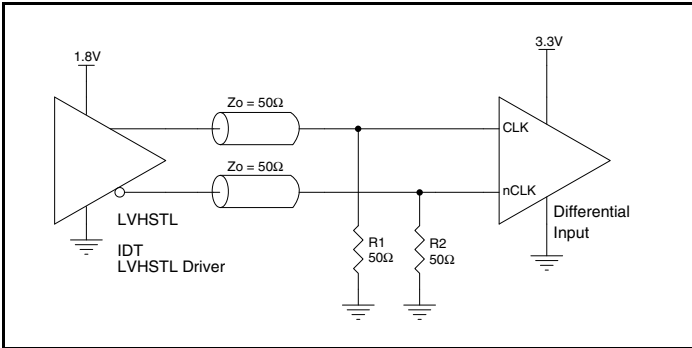 1.8V
3.3V
Zo = 50Ω
CLK
Zo = 50Ω
nCLK
LVHSTL
IDT
LVHSTL Driver
R1
50Ω
R2
50Ω
Differential
Input